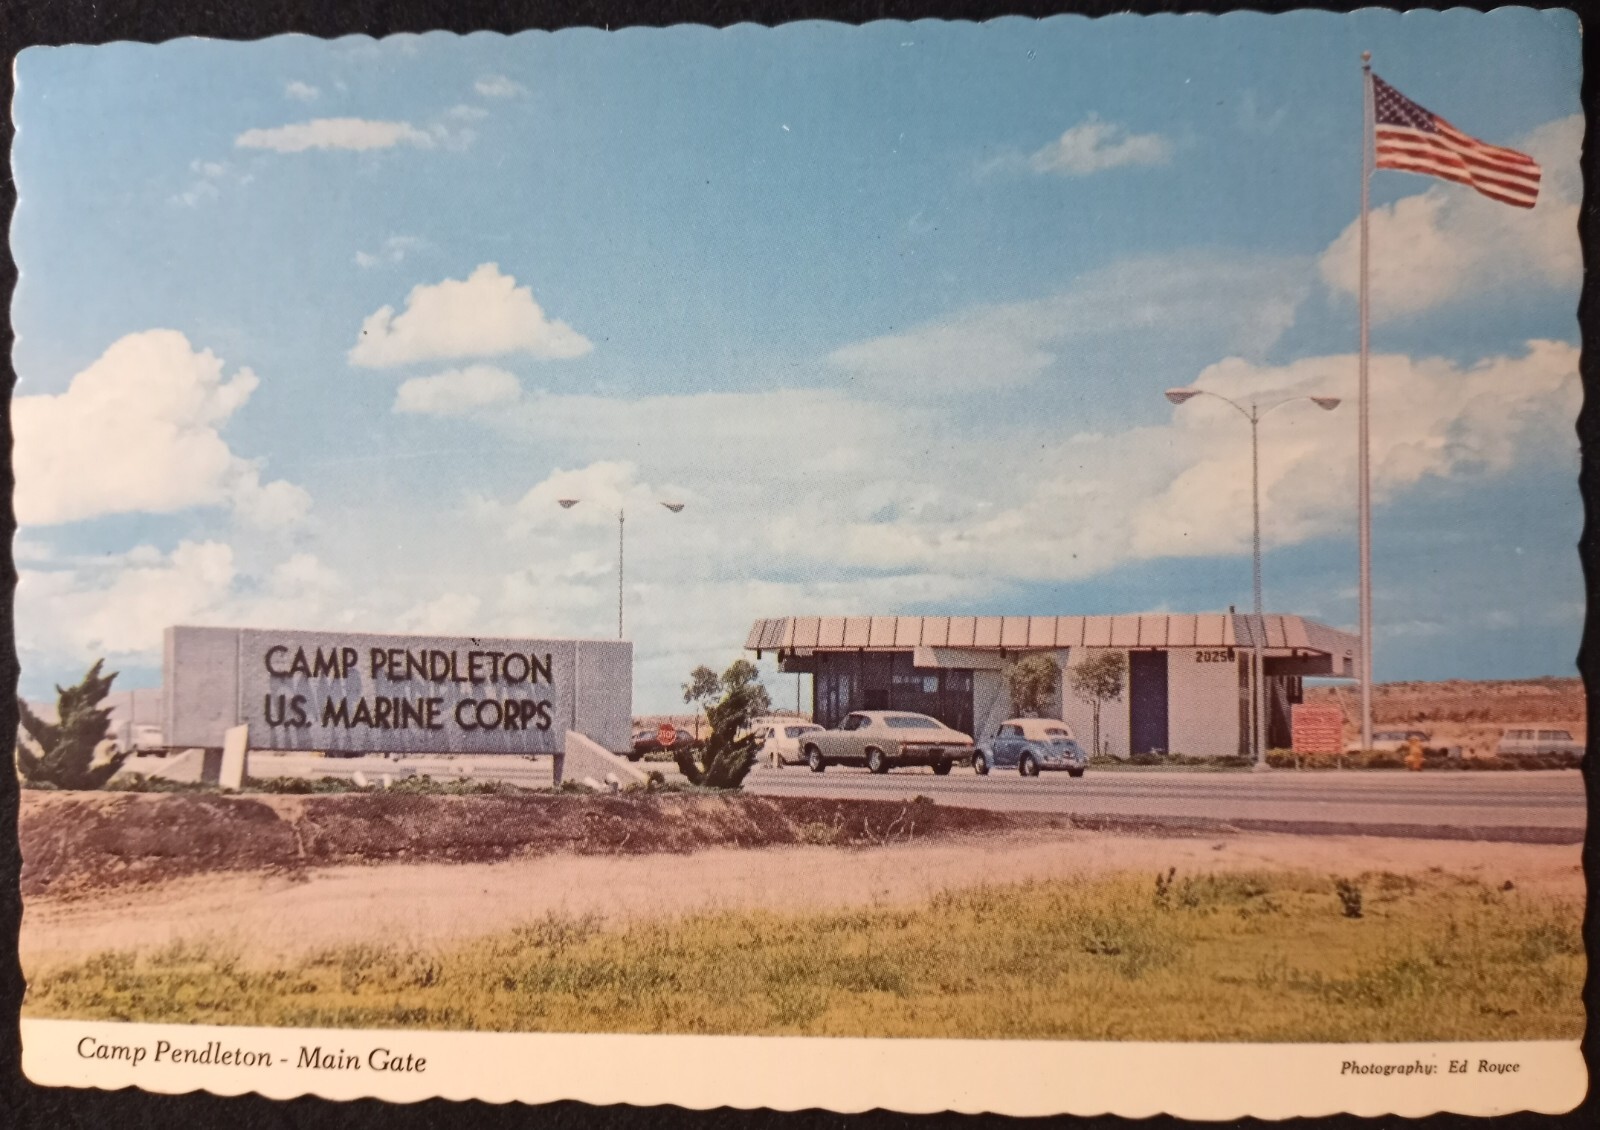 CAMP PENDLETON
U.S. MARINE CORPS
STOP
Camp Pendleton - Main Gate
Photography: Ed Royce